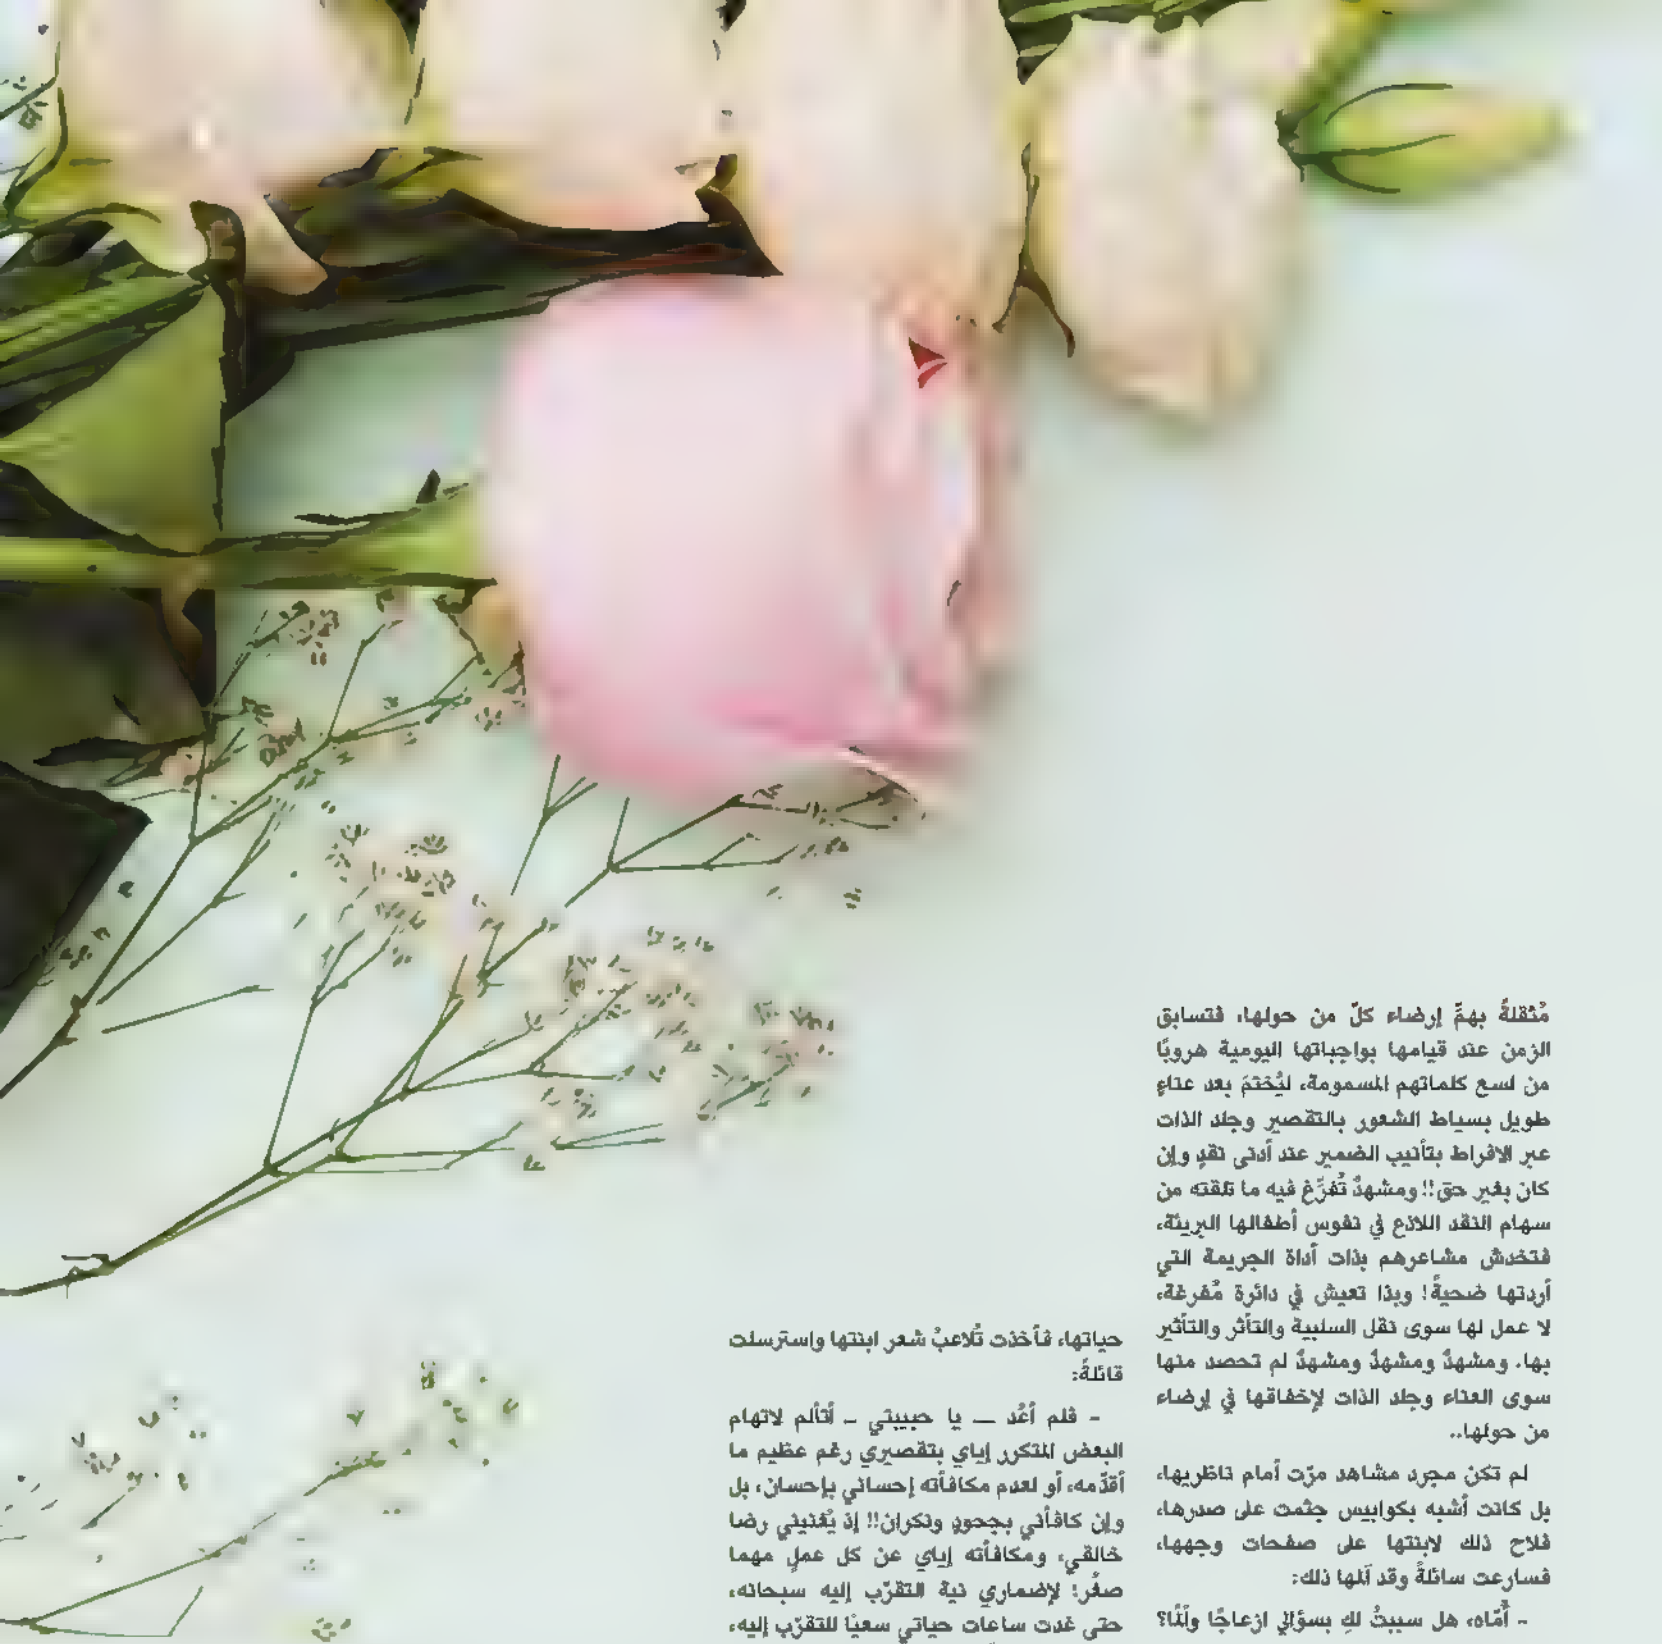 مُثقلةً بهمِّ إرضاء كلّ من حولها، فتسابق
الزمن عند قيامها بواجباتها اليومية هروبًا
من لسع كلماتهم المسمومة، ليُختمَ بعد عناءٍ
طويل بسياط الشعور بالتقصير وجلد الذات
عبر الافراط بتأنيب الضمير عند أدنى نقدٍ وإن
كان بغير حق!! ومشهدٌ تُفرِّغ فيه ما تلقته من
سهام النقد اللاذع في نفوس أطفالها البريئة،
فتخدش مشاعرهم بذات أداة الجريمة التي
أردتها ضحيةً! وبذا تعيش في دائرة مُفرغة،
لا عمل لها سوى نقل السلبية والتأثر والتأثير
بها. ومشهدٌ ومشهدٌ ومشهدٌ لم تحصد منها
سوى العناء وجلد الذات لإخفاقها في إرضاء
من حولها..
لم تكن مجرد مشاهد مرّت أمام ناظريها،
بل كانت أشبه بكوابيس جثمت على صدرها،
فلاح ذلك لابنتها على صفحات وجهها،
فسارعت سائلةً وقد آلمها ذلك:
- أمّاه، هل سببتُ لكِ بسؤالي ازعاجًا وألمًا؟
حياتها، فأخذت تُلاعبُ شعر ابنتها واسترسلت
قائلةً:
- فلم أعُد — يا حبيبتي – أتألم لاتهام
البعض المتكرر إياي بتقصيري رغم عظيم ما
أقدّمه، أو لعدم مكافأته إحساني بإحسان، بل
وإن كافأني بجحودٍ ونكران!! إذ يُغنيني رضا
خالقي، ومكافأته إياي عن كل عملٍ مهما
صغُر؛ لإضماري نية التقرّب إليه سبحانه،
حتى غدت ساعات حياتي سعيًا للتقرّب إليه،